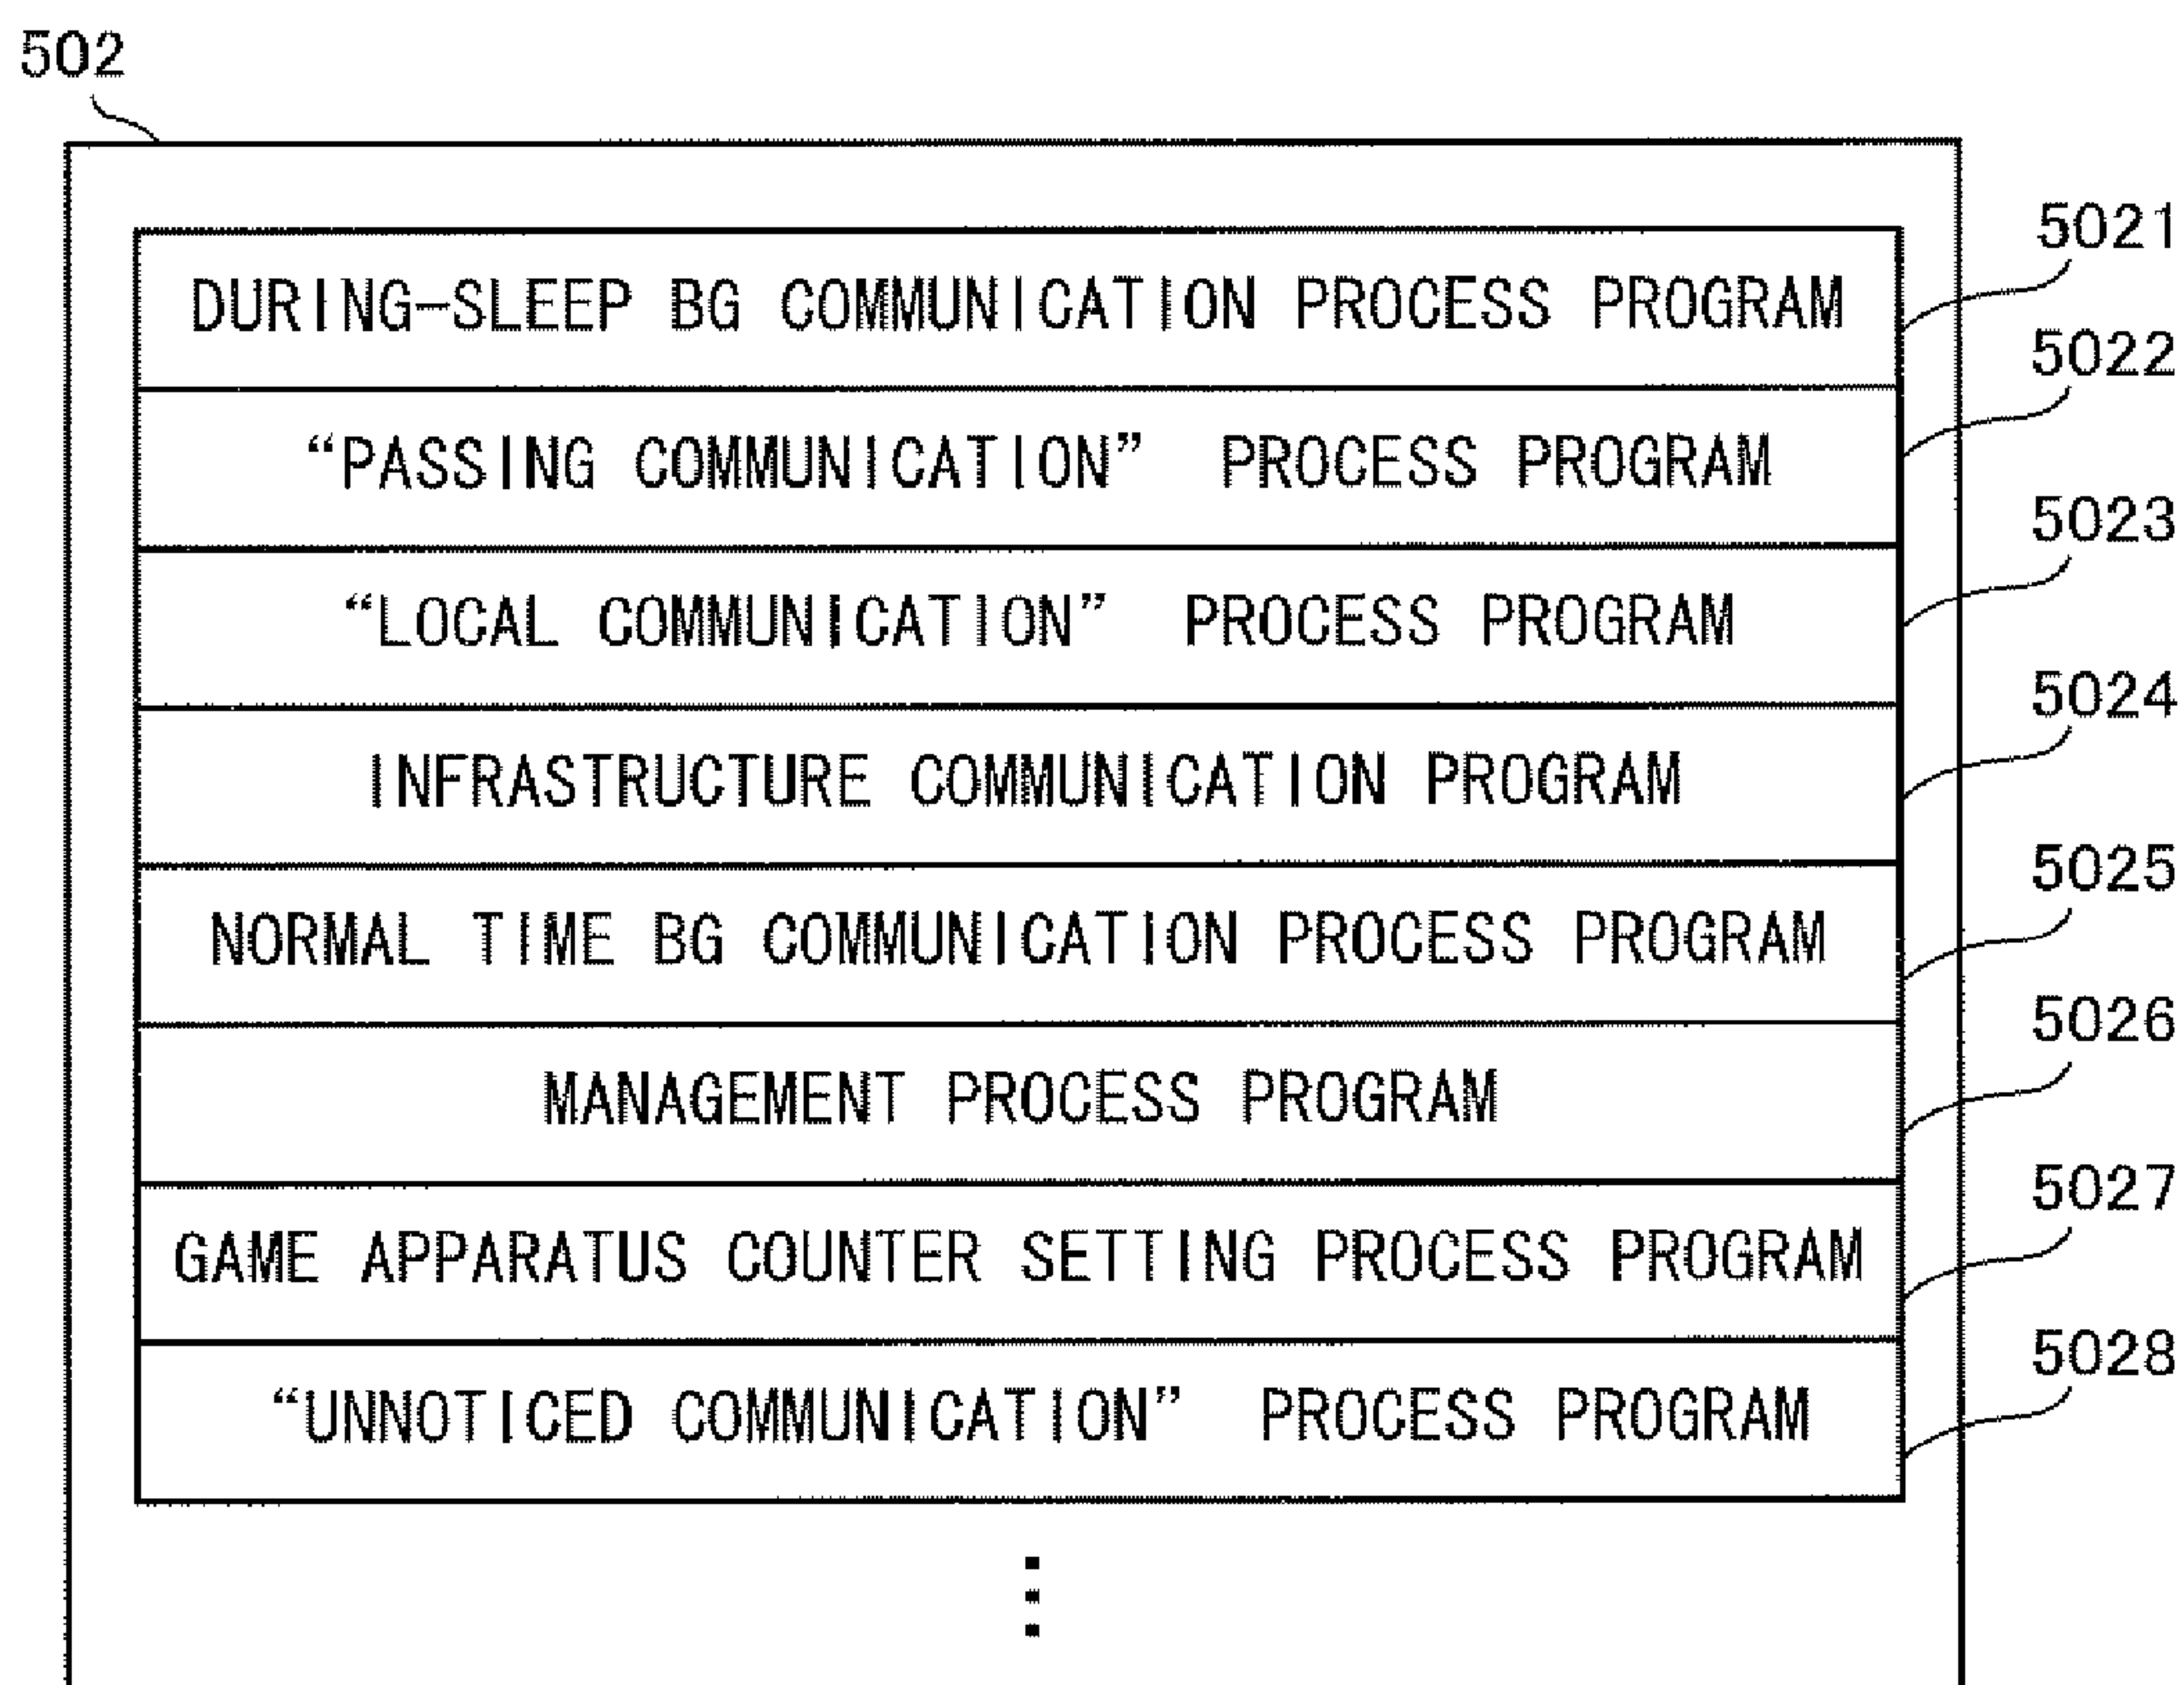 502
5021
DURING-SLEEP BG COMMUNICATION PROCESS PROGRAM
5022
“PASSING COMMUNICATION” PROCESS PROGRAM
5023
“LOCAL COMMUNICATION” PROCESS PROGRAM
5024
INFRASTRUCTURE COMMUNICATION PROGRAM
5025
NORMAL TIME BG COMMUNICATION PROCESS PROGRAM
5026
MANAGEMENT PROCESS PROGRAM
5027
GAME APPARATUS COUNTER SETTING PROCESS PROGRAM
5028
“UNNOTICED COMMUNICATION” PROCESS PROGRAM